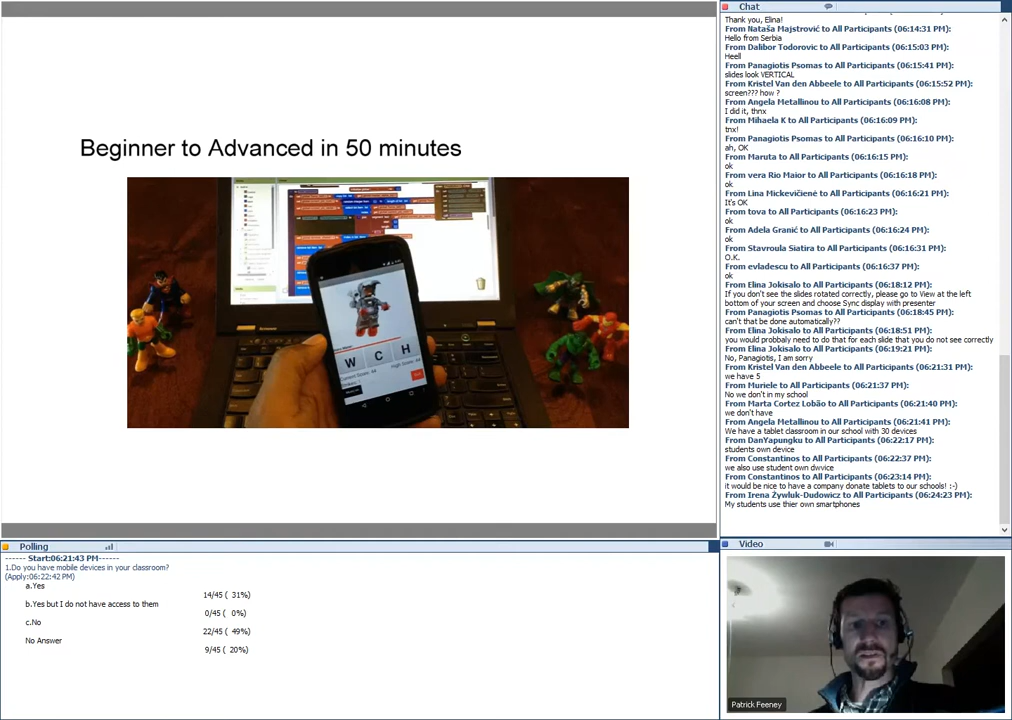 Beginner to Advanced in 50 minutes
W C H
Current Score: 44
High Score: 44
Polling
------ Start:06:21:43 PM------
1.Do you have mobile devices in your classroom?
(Apply:06:22:42 PM)
a.Yes
14/45 ( 31%)
b.Yes but I do not have access to them
0/45 ( 0%)
c.No
22/45 ( 49%)
No Answer
9/45 ( 20%)
Chat
Thank you, Elina!
From Nataša Majstrović to All Participants (06:14:31 PM):
Hello from Serbia
From Dalibor Todorovic to All Participants (06:15:03 PM):
Heell
From Panagiotis Psomas to All Participants (06:15:41 PM):
slides look VERTICAL
From Kristel Van den Abbeele to All Participants (06:15:52 PM):
screen??? how ?
From Angela Metallinou to All Participants (06:16:08 PM):
I did it, thnx
From Mihaela K to All Participants (06:16:09 PM):
tnx!
From Panagiotis Psomas to All Participants (06:16:10 PM):
ah, OK
From Maruta to All Participants (06:16:15 PM):
ok
From vera Rio Maior to All Participants (06:16:18 PM):
ok
From Lina Mickevičienė to All Participants (06:16:21 PM):
It's OK
From tova to All Participants (06:16:23 PM):
ok
From Adela Granić to All Participants (06:16:24 PM):
ok
From Stavroula Siatira to All Participants (06:16:31 PM):
O.K.
From evladescu to All Participants (06:16:37 PM):
ok
From Elina Jokisalo to All Participants (06:18:12 PM):
If you don't see the slides rotated correctly, please go to View at the left
bottom of your screen and choose Sync display with presenter
From Panagiotis Psomas to All Participants (06:18:45 PM):
can't that be done automatically??
From Elina Jokisalo to All Participants (06:18:51 PM):
you would probbaly need to do that for each slide that you do not see correctly
From Elina Jokisalo to All Participants (06:19:21 PM):
No, Panagiotis, I am sorry
From Kristel Van den Abbeele to All Participants (06:21:31 PM):
we have 5
From Muriele to All Participants (06:21:37 PM):
No we don't in my school
From Marta Cortez Lobão to All Participants (06:21:40 PM):
we don't have
From Angela Metallinou to All Participants (06:21:41 PM):
We have a tablet classroom in our school with 30 devices
From DanYapungku to All Participants (06:22:17 PM):
students own device
From Constantinos to All Participants (06:22:37 PM):
we also use student own dwvice
From Constantinos to All Participants (06:23:14 PM):
it would be nice to have a company donate tablets to our schools! :-)
From Irena Żywluk-Dudowicz to All Participants (06:24:23 PM):
My students use thier own smartphones
Video
Patrick Feeney